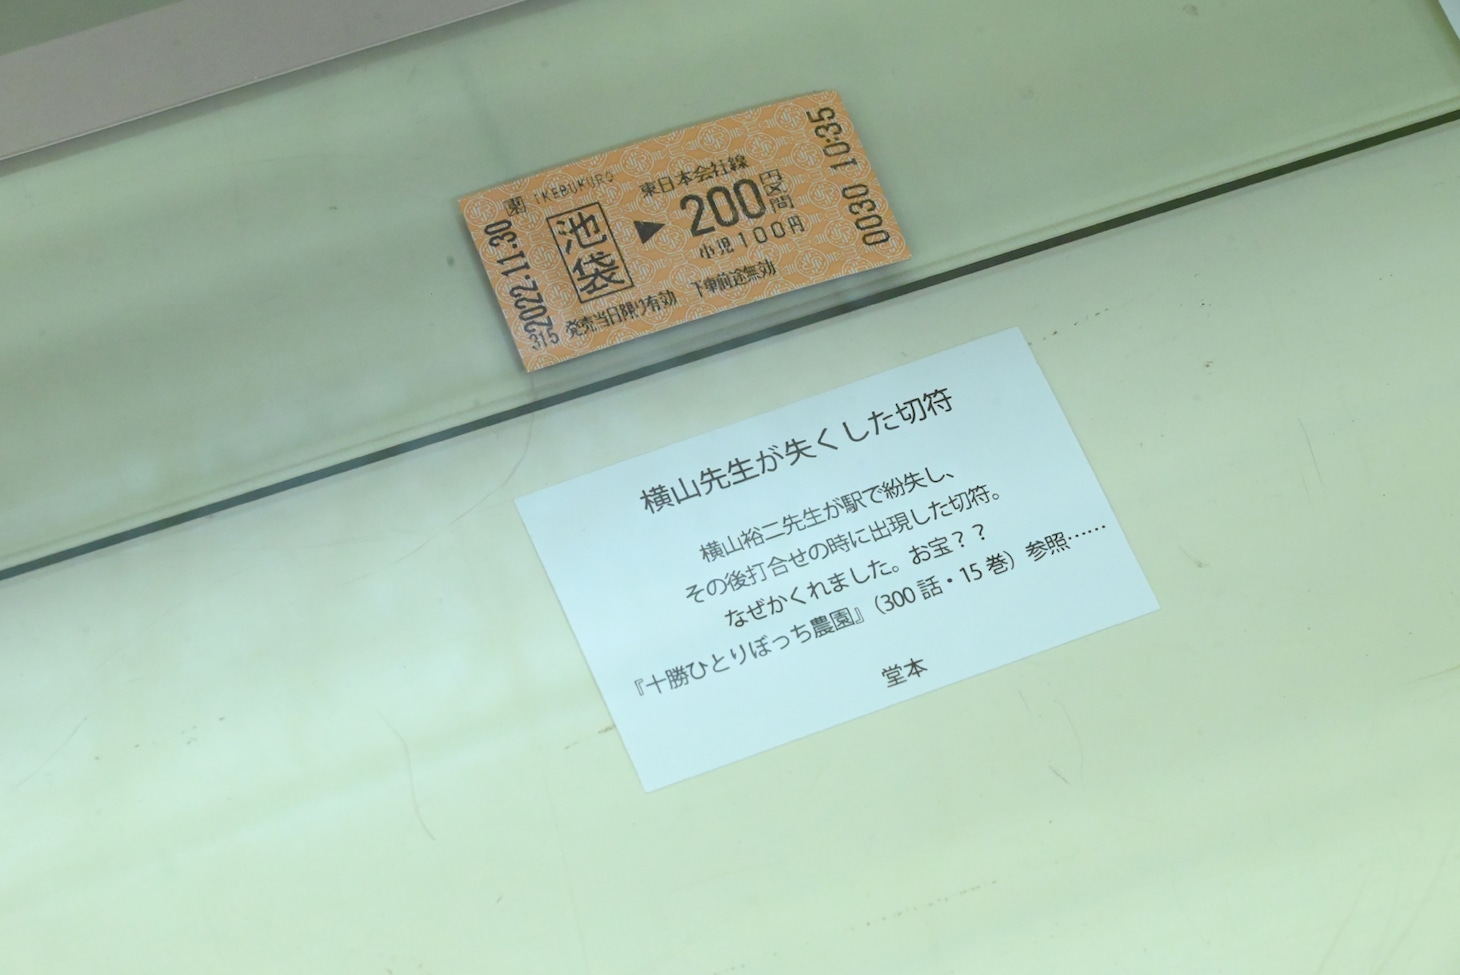 東 IKEBUKURO
東日本会社線
池袋 ▶ 200円区間
小児100円
発売当日限り有効 下車前途無効
2022.11.30
315
0030 10:35
横山先生が失くした切符
横山裕二先生が駅で紛失し、
その後打合せの時に出現した切符。
なぜかくれました。お宝？？
『十勝ひとりぼっち農園』（300 話・15 巻）参照……
堂本